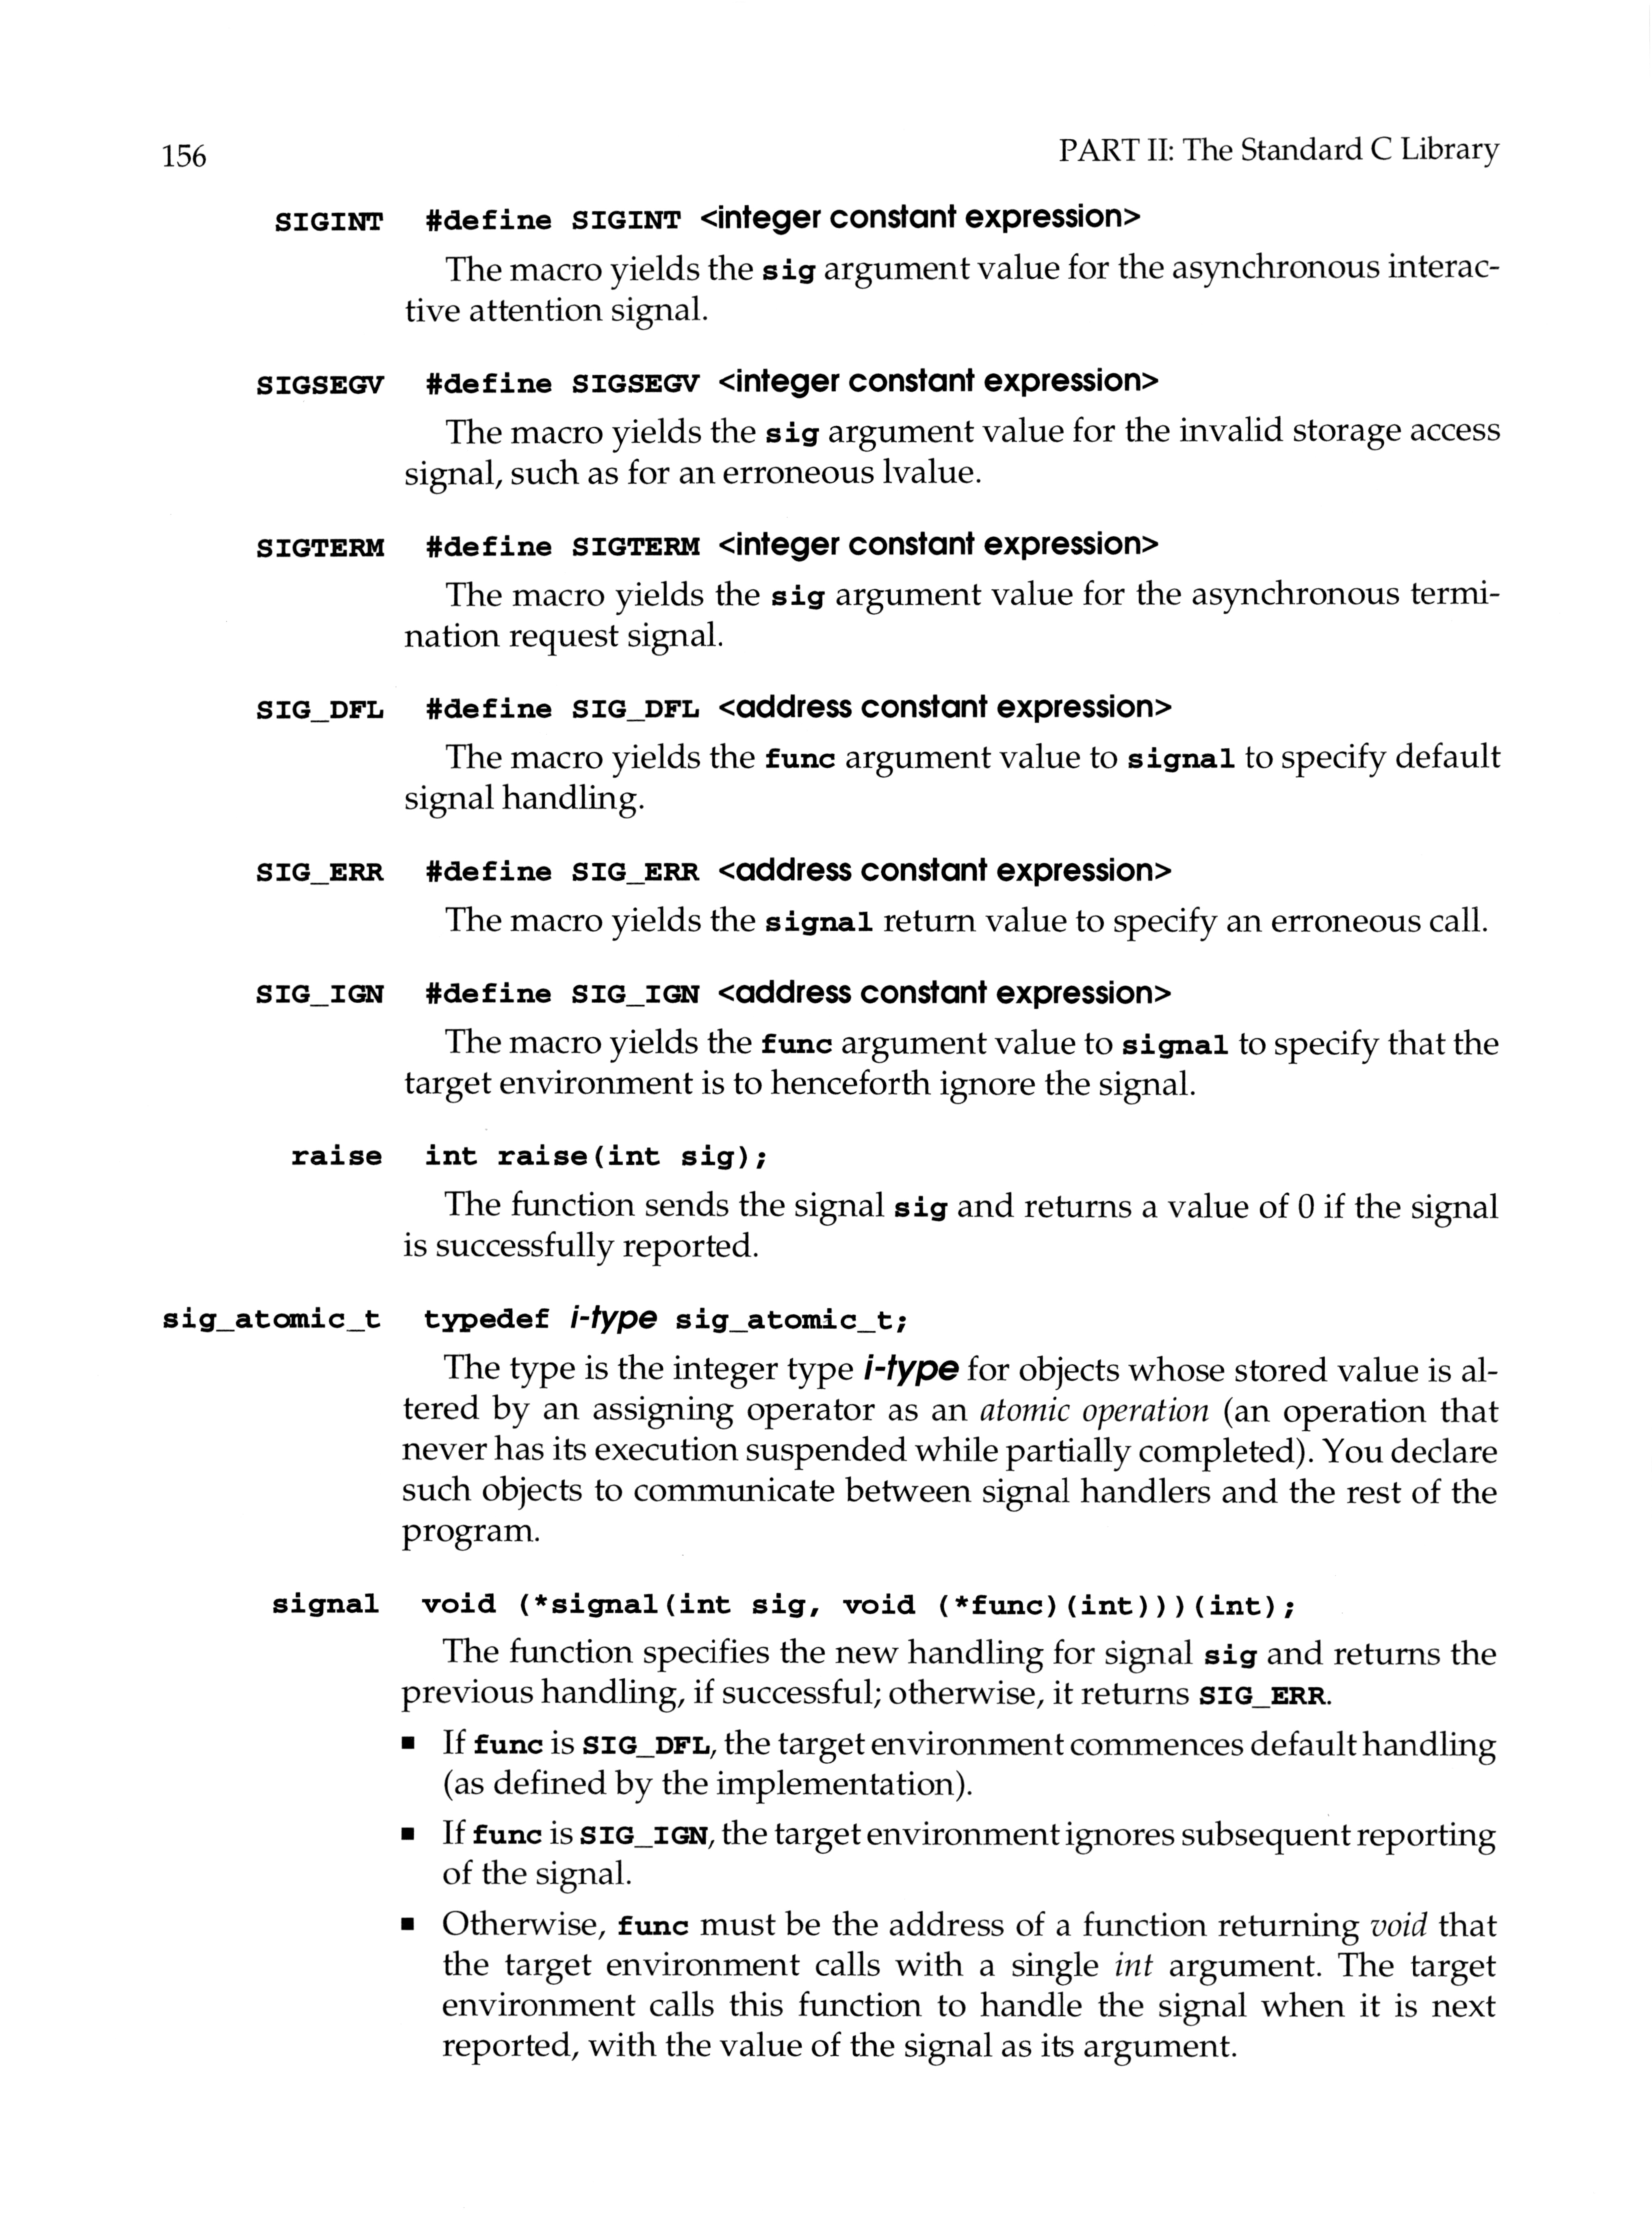 156 PART II: The Standard C Library
SIGINT #define SIGINT <integer constant expression>
The macro yields the sig argument value for the asynchronous interac-
tive attention signal.
SIGSEGV #define SIGSEGV <integer constant expression>
The macro yields the sig argument value for the invalid storage access
signal, such as for an erroneous lvalue.
SIGTERM #define SIGTERM <integer constant expression>
The macro yields the sig argument value for the asynchronous termi-
nation request signal.
SIG_DFL #define SIG_DFL <address constant expression>
The macro yields the func argument value to signal to specify default
signal handling.
SIG_ERR #define SIG_ERR <address constant expression>
The macro yields the signal return value to specify an erroneous call.
SIG_IGN #define SIG_IGN <address constant expression>
The macro yields the func argument value to signal to specify that the
target environment is to henceforth ignore the signal.
raise int raise(int sig);
The function sends the signal sig and returns a value of 0 if the signal
is successfully reported.
sig_atomic_t typedef i-type sig_atomic_t;
The type is the integer type i-type for objects whose stored value is al-
tered by an assigning operator as an atomic operation (an operation that
never has its execution suspended while partially completed). You declare
such objects to communicate between signal handlers and the rest of the
program.
signal void (*signal(int sig, void (*func)(int)))(int);
The function specifies the new handling for signal sig and returns the
previous handling, if successful; otherwise, it returns SIG_ERR.
■ If func is SIG_DFL, the target environment commences default handling
(as defined by the implementation).
■ If func is SIG_IGN, the target environment ignores subsequent reporting
of the signal.
■ Otherwise, func must be the address of a function returning void that
the target environment calls with a single int argument. The target
environment calls this function to handle the signal when it is next
reported, with the value of the signal as its argument.